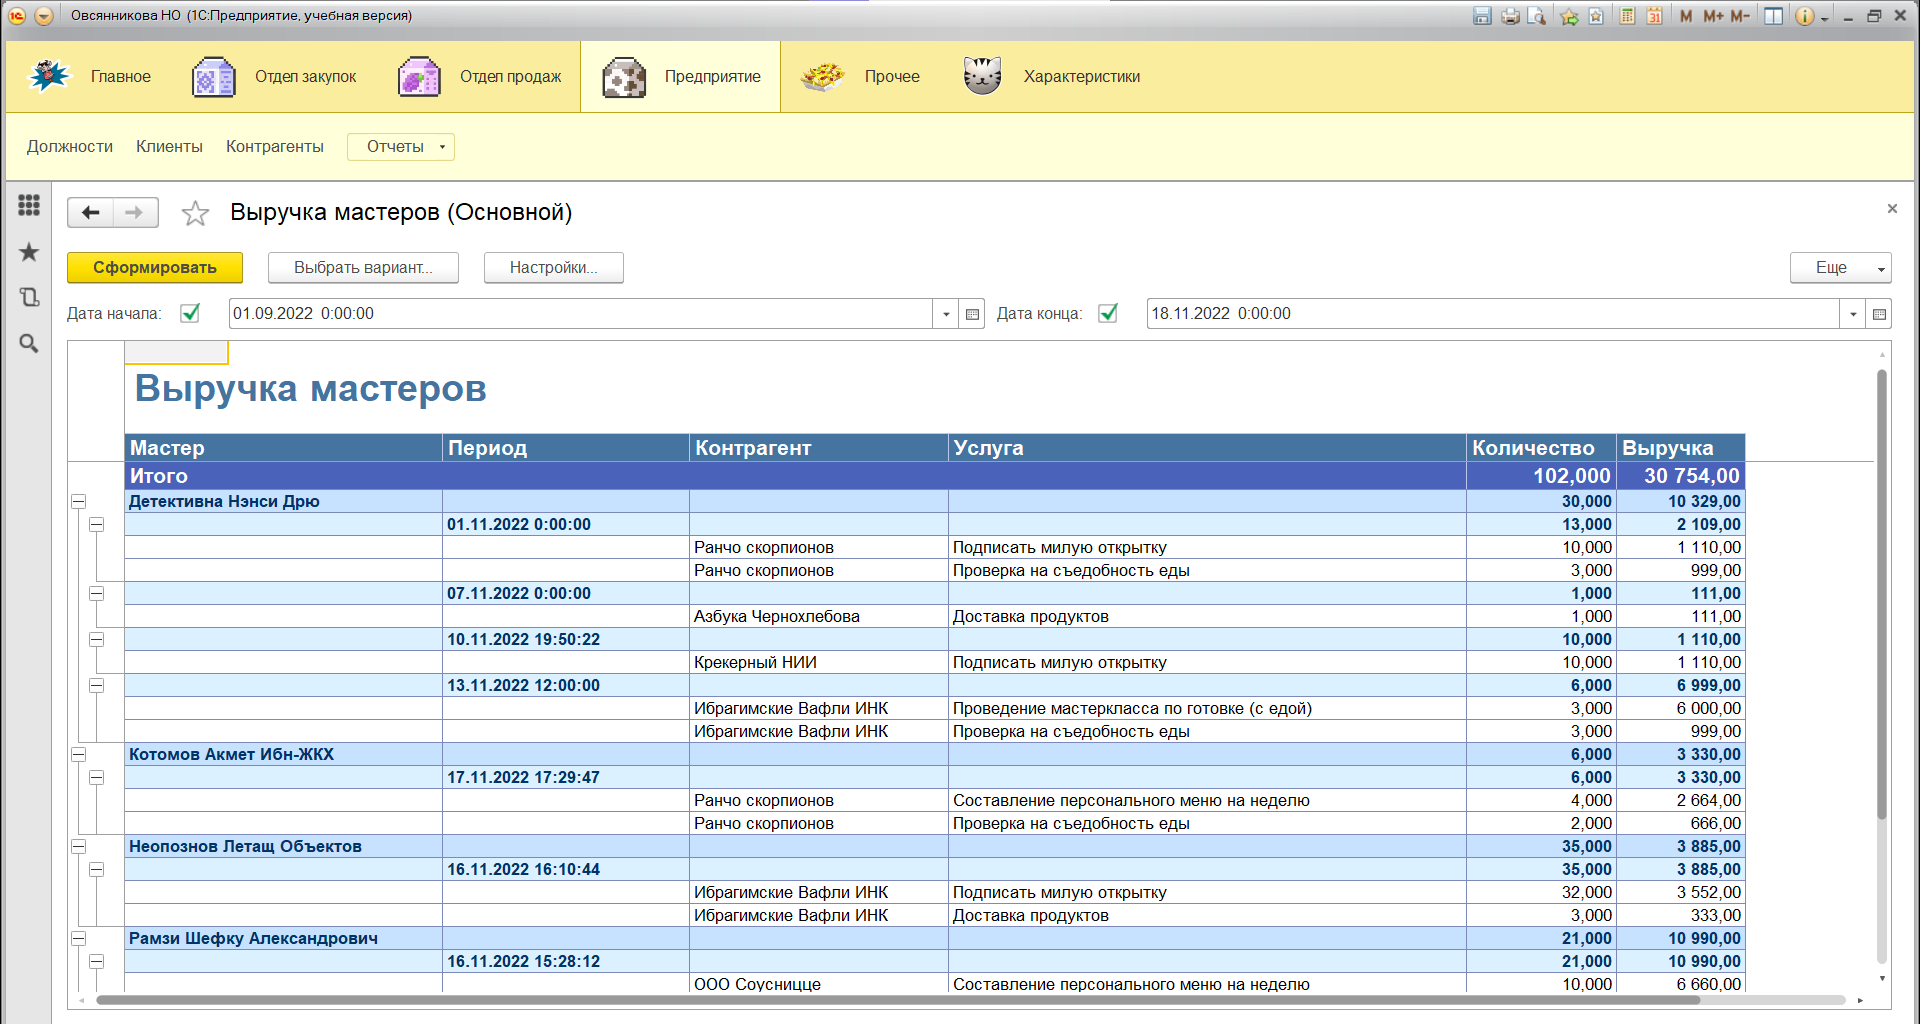 Овсянникова НО (1С:Предприятие, учебная версия)
M M+ M-
Главное Отдел закупок Отдел продаж Предприятие Прочее Характеристики
Должности Клиенты Контрагенты Отчеты
Выручка мастеров (Основной)
Сформировать Выбрать вариант... Настройки... Еще
Дата начала: 01.09.2022 0:00:00 Дата конца: 18.11.2022 0:00:00
Выручка мастеров
Мастер Период Контрагент Услуга Количество Выручка
Итого 102,000 30 754,00
Детективна Нэнси Дрю 30,000 10 329,00
01.11.2022 0:00:00 13,000 2 109,00
Ранчо скорпионов Подписать милую открытку 10,000 1 110,00
Ранчо скорпионов Проверка на съедобность еды 3,000 999,00
07.11.2022 0:00:00 1,000 111,00
Азбука Чернохлебова Доставка продуктов 1,000 111,00
10.11.2022 19:50:22 10,000 1 110,00
Крекерный НИИ Подписать милую открытку 10,000 1 110,00
13.11.2022 12:00:00 6,000 6 999,00
Ибрагимские Вафли ИНК Проведение мастеркласса по готовке (с едой) 3,000 6 000,00
Ибрагимские Вафли ИНК Проверка на съедобность еды 3,000 999,00
Котомов Акмет Ибн-ЖКХ 6,000 3 330,00
17.11.2022 17:29:47 6,000 3 330,00
Ранчо скорпионов Составление персонального меню на неделю 4,000 2 664,00
Ранчо скорпионов Проверка на съедобность еды 2,000 666,00
Неопознов Летащ Объектов 35,000 3 885,00
16.11.2022 16:10:44 35,000 3 885,00
Ибрагимские Вафли ИНК Подписать милую открытку 32,000 3 552,00
Ибрагимские Вафли ИНК Доставка продуктов 3,000 333,00
Рамзи Шефку Александрович 21,000 10 990,00
16.11.2022 15:28:12 21,000 10 990,00
ООО Соусницце Составление персонального меню на неделю 10,000 6 660,00